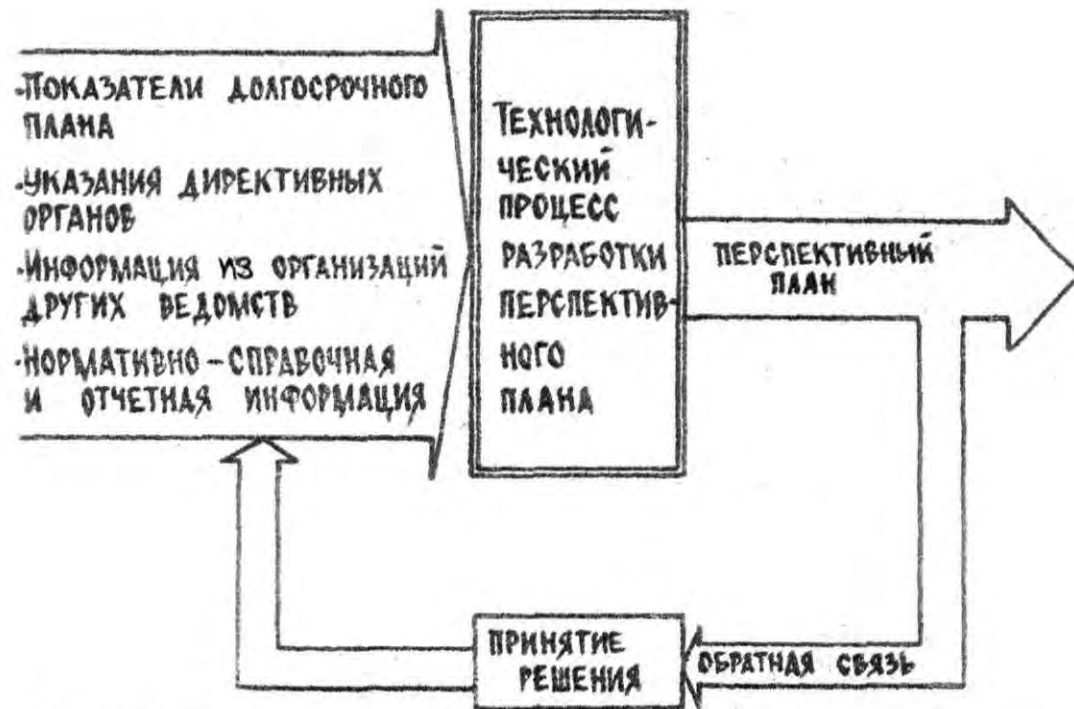 -ПОКАЗАТЕЛИ ДОЛГОСРОЧНОГО
ПЛАНА
-УКАЗАНИЯ ДИРЕКТИВНЫХ
ОРГАНОВ
-ИНФОРМАЦИЯ ИЗ ОРГАНИЗАЦИЙ
ДРУГИХ ВЕДОМСТВ
-НОРМАТИВНО-СПРАВОЧНАЯ
И ОТЧЕТНАЯ ИНФОРМАЦИЯ
ТЕХНОЛОГИ-
ЧЕСКИЙ
ПРОЦЕСС
РАЗРАБОТКИ
ПЕРСПЕКТИВ-
НОГО
ПЛАНА
ПЕРСПЕКТИВНЫЙ
ПЛАН
ПРИНЯТИЕ
РЕШЕНИЯ
ОБРАТНАЯ СВЯЗЬ